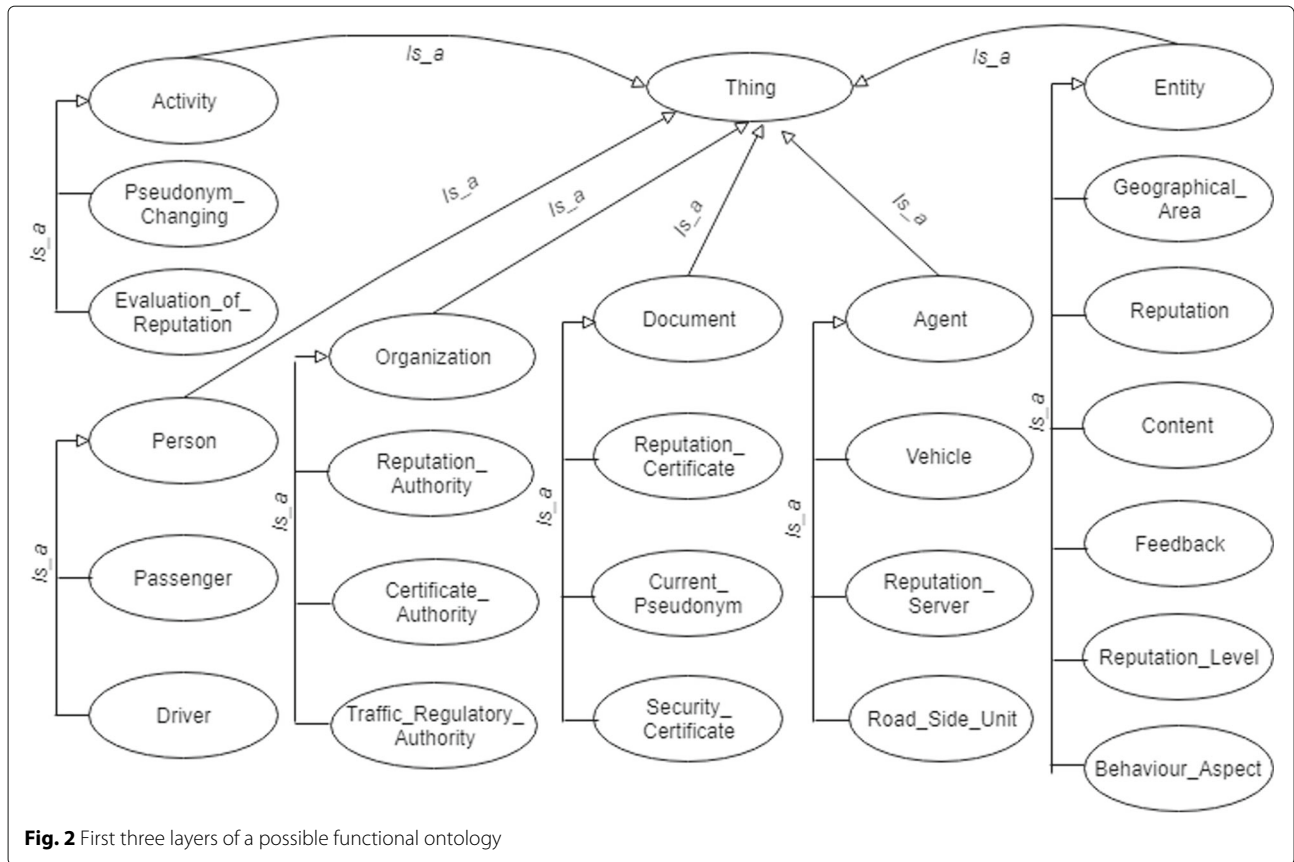 Is_a
Is_a
Thing
Activity
Entity
Is_a
Is_a
Is_a
Is_a
Is_a
Pseudonym_
Changing
Evaluation_of_
Reputation
Person
Is_a
Passenger
Driver
Organization
Is_a
Reputation_
Authority
Certificate_
Authority
Traffic_Regulatory_
Authority
Document
Is_a
Reputation_
Certificate
Current_
Pseudonym
Security_
Certificate
Agent
Is_a
Vehicle
Reputation_
Server
Road_Side_Unit
Is_a
Geographical_
Area
Reputation
Content
Feedback
Reputation_Level
Behaviour_Aspect
Fig. 2 First three layers of a possible functional ontology